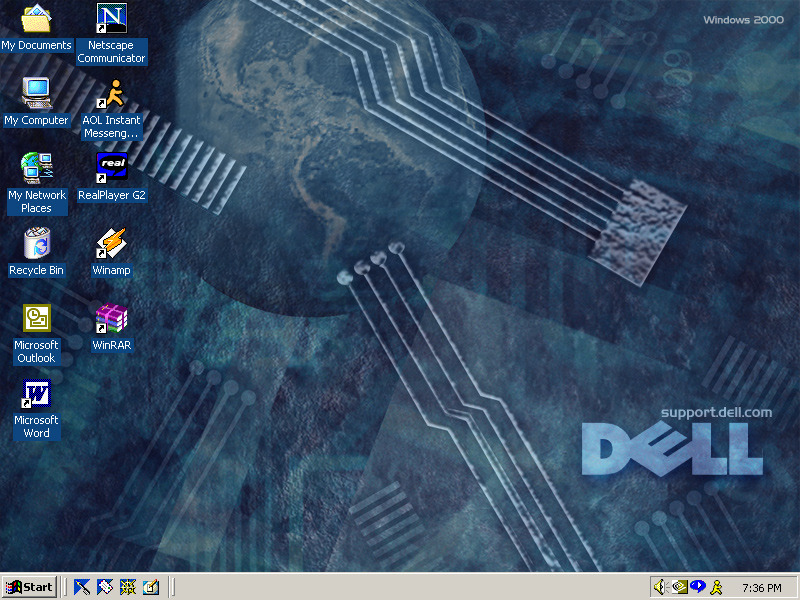 Windows 2000
My Documents
Netscape
Communicator
My Computer
AOL Instant
Messeng...
My Network
Places
real
RealPlayer G2
Recycle Bin
Winamp
Microsoft
Outlook
WinRAR
W
Microsoft
Word
N
support.dell.com
DELL
Start
7:36 PM